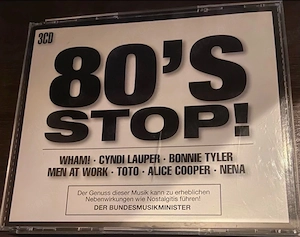 3CD
80'S
STOP!
WHAM! · CYNDI LAUPER · BONNIE TYLER
MEN AT WORK · TOTO · ALICE COOPER · NENA
Der Genuss dieser Musik kann zu erheblichen
Nebenwirkungen wie Nostalgitis führen!
DER BUNDESMUSIKMINISTER